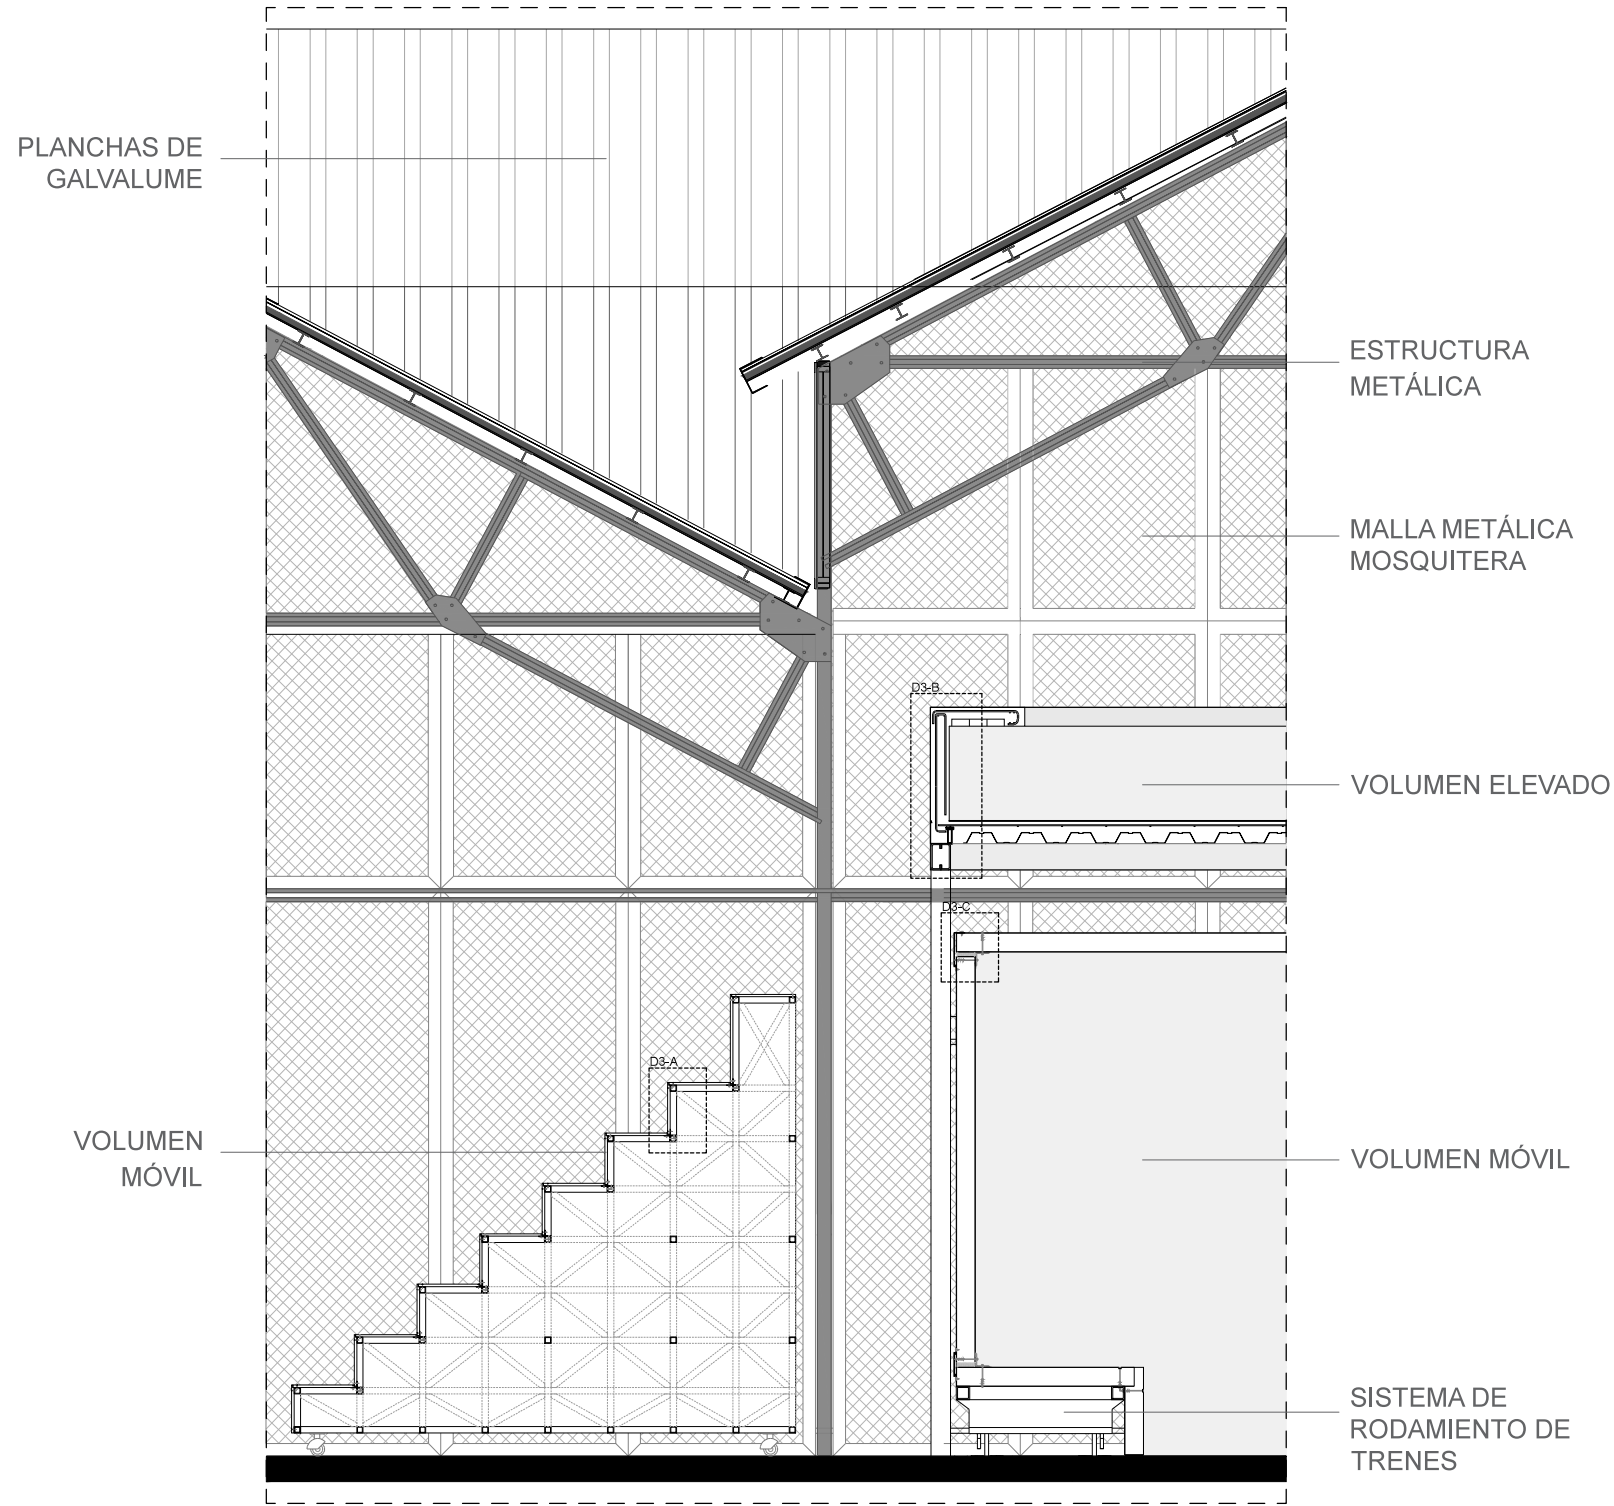 PLANCHAS DE
GALVALUME
ESTRUCTURA
METÁLICA
MALLA METÁLICA
MOSQUITERA
D3-B
VOLUMEN ELEVADO
D3-C
D3-A
VOLUMEN
MÓVIL
VOLUMEN MÓVIL
SISTEMA DE
RODAMIENTO DE
TRENES